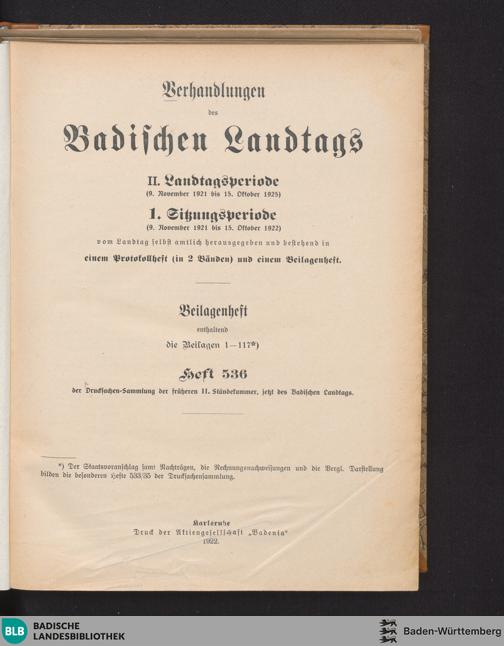 Verhandlungen
des
Badischen Landtags
II. Landtagsperiode
(9. November 1921 bis 15. Oktober 1925)
1. Sitzungsperiode
(9. November 1921 bis 15. Oktober 1922)
vom Landtag selbst amtlich herausgegeben und bestehend in
einem Protokollheft (in 2 Bänden) und einem Beilagenheft.
Beilagenheft
enthaltend
die Beilagen 1—117*)
Heft 536
der Drucksachen-Sammlung der früheren II. Ständekammer, jetzt des Badischen Landtags.
*) Der Staatsvoranschlag samt Nachträgen, die Rechnungsnachweisungen und die Vergl. Darstellung
bilden die besonderen Hefte 533/35 der Drucksachensammlung.
Karlsruhe
Druck der Aktiengesellschaft „Badenia"
1922.
BLB BADISCHE
LANDESBIBLIOTHEK
Baden-Württemberg